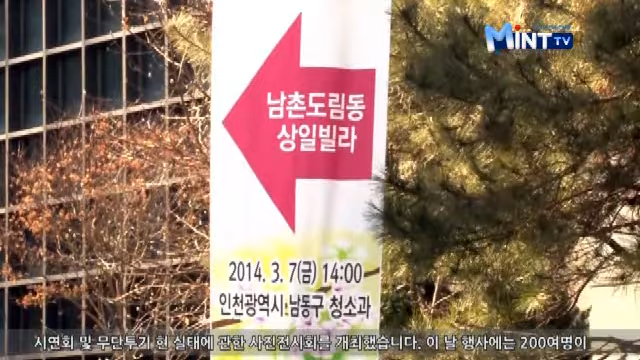 MINT TV
남촌도림동
상일빌라
2014. 3. 7(금) 14:00
인천광역시 남동구 청소과
시연회 및 무단투기 현 실태에 관한 사진전시회를 개최했습니다. 이 날 행사에는 200여명이